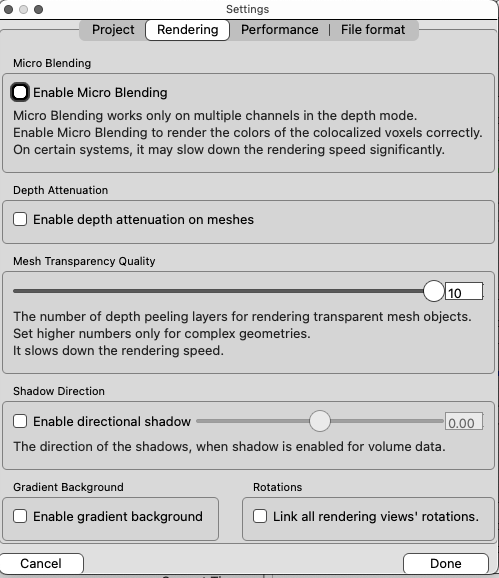 Settings
Project Rendering Performance File format
Micro Blending
Enable Micro Blending
Micro Blending works only on multiple channels in the depth mode.
Enable Micro Blending to render the colors of the colocalized voxels correctly.
On certain systems, it may slow down the rendering speed significantly.
Depth Attenuation
Enable depth attenuation on meshes
Mesh Transparency Quality
10
The number of depth peeling layers for rendering transparent mesh objects.
Set higher numbers only for complex geometries.
It slows down the rendering speed.
Shadow Direction
Enable directional shadow 0.00
The direction of the shadows, when shadow is enabled for volume data.
Gradient Background Rotations
Enable gradient background Link all rendering views' rotations.
Cancel Done